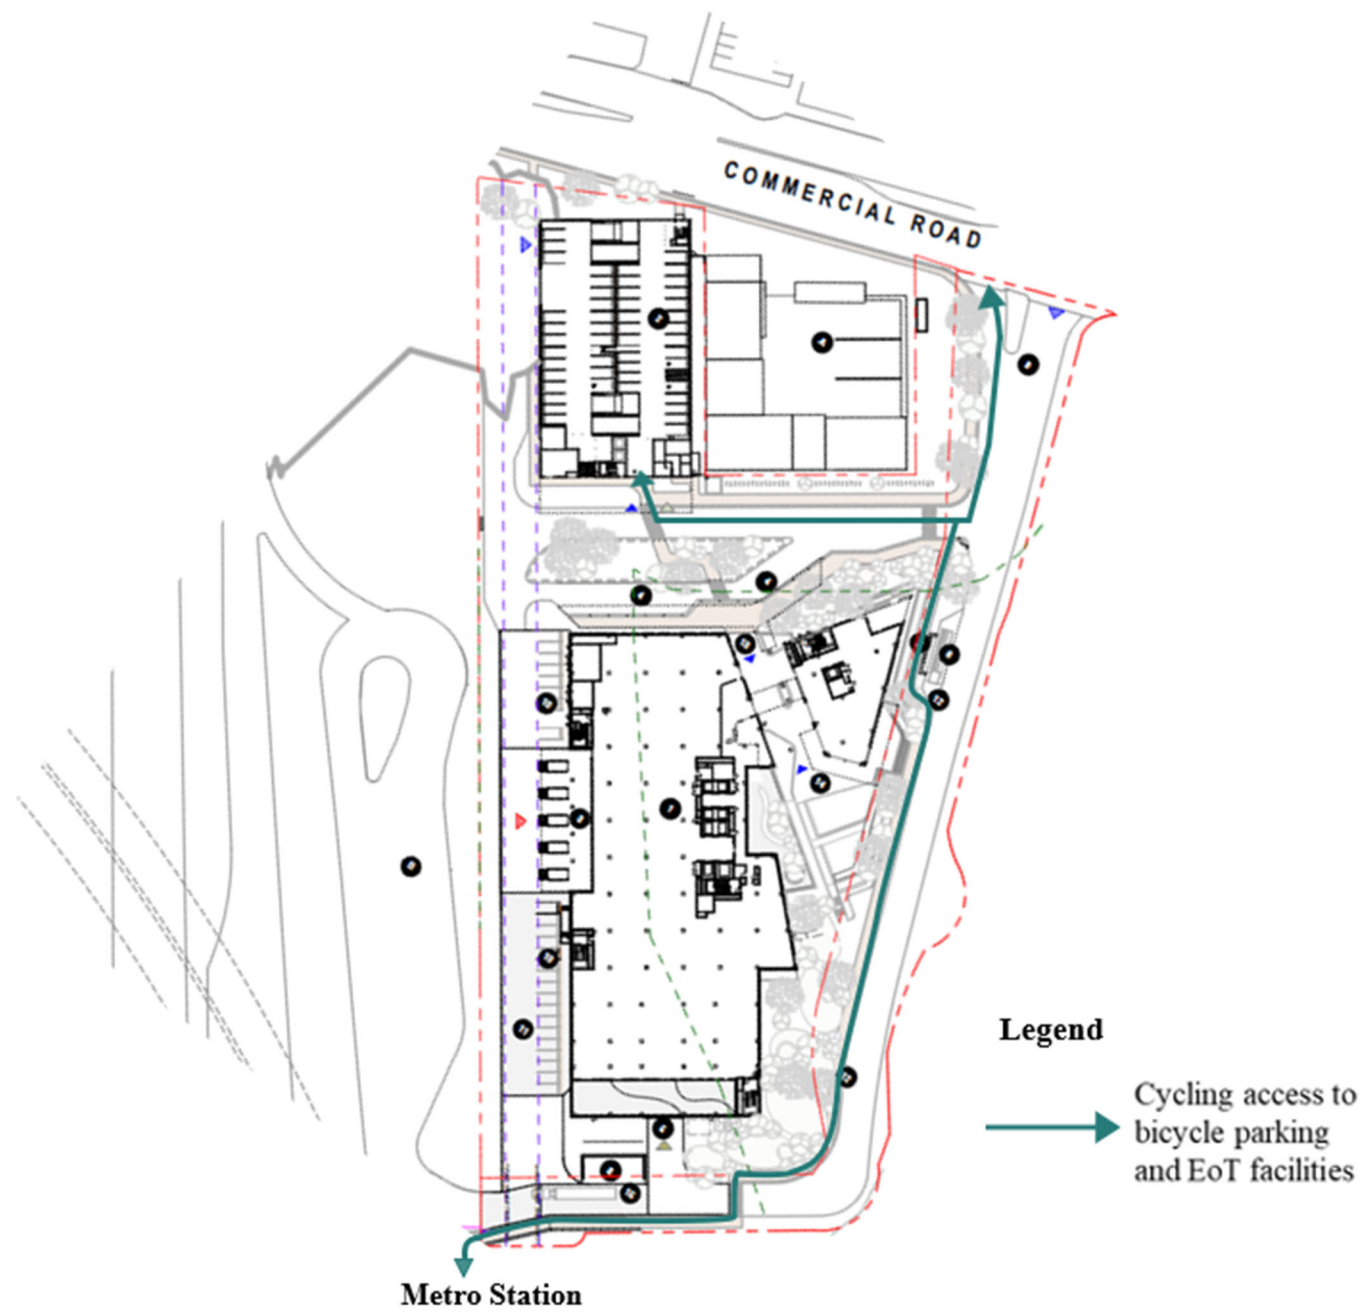 COMMERCIAL ROAD
Legend
Cycling access to
bicycle parking
and EoT facilities
Metro Station